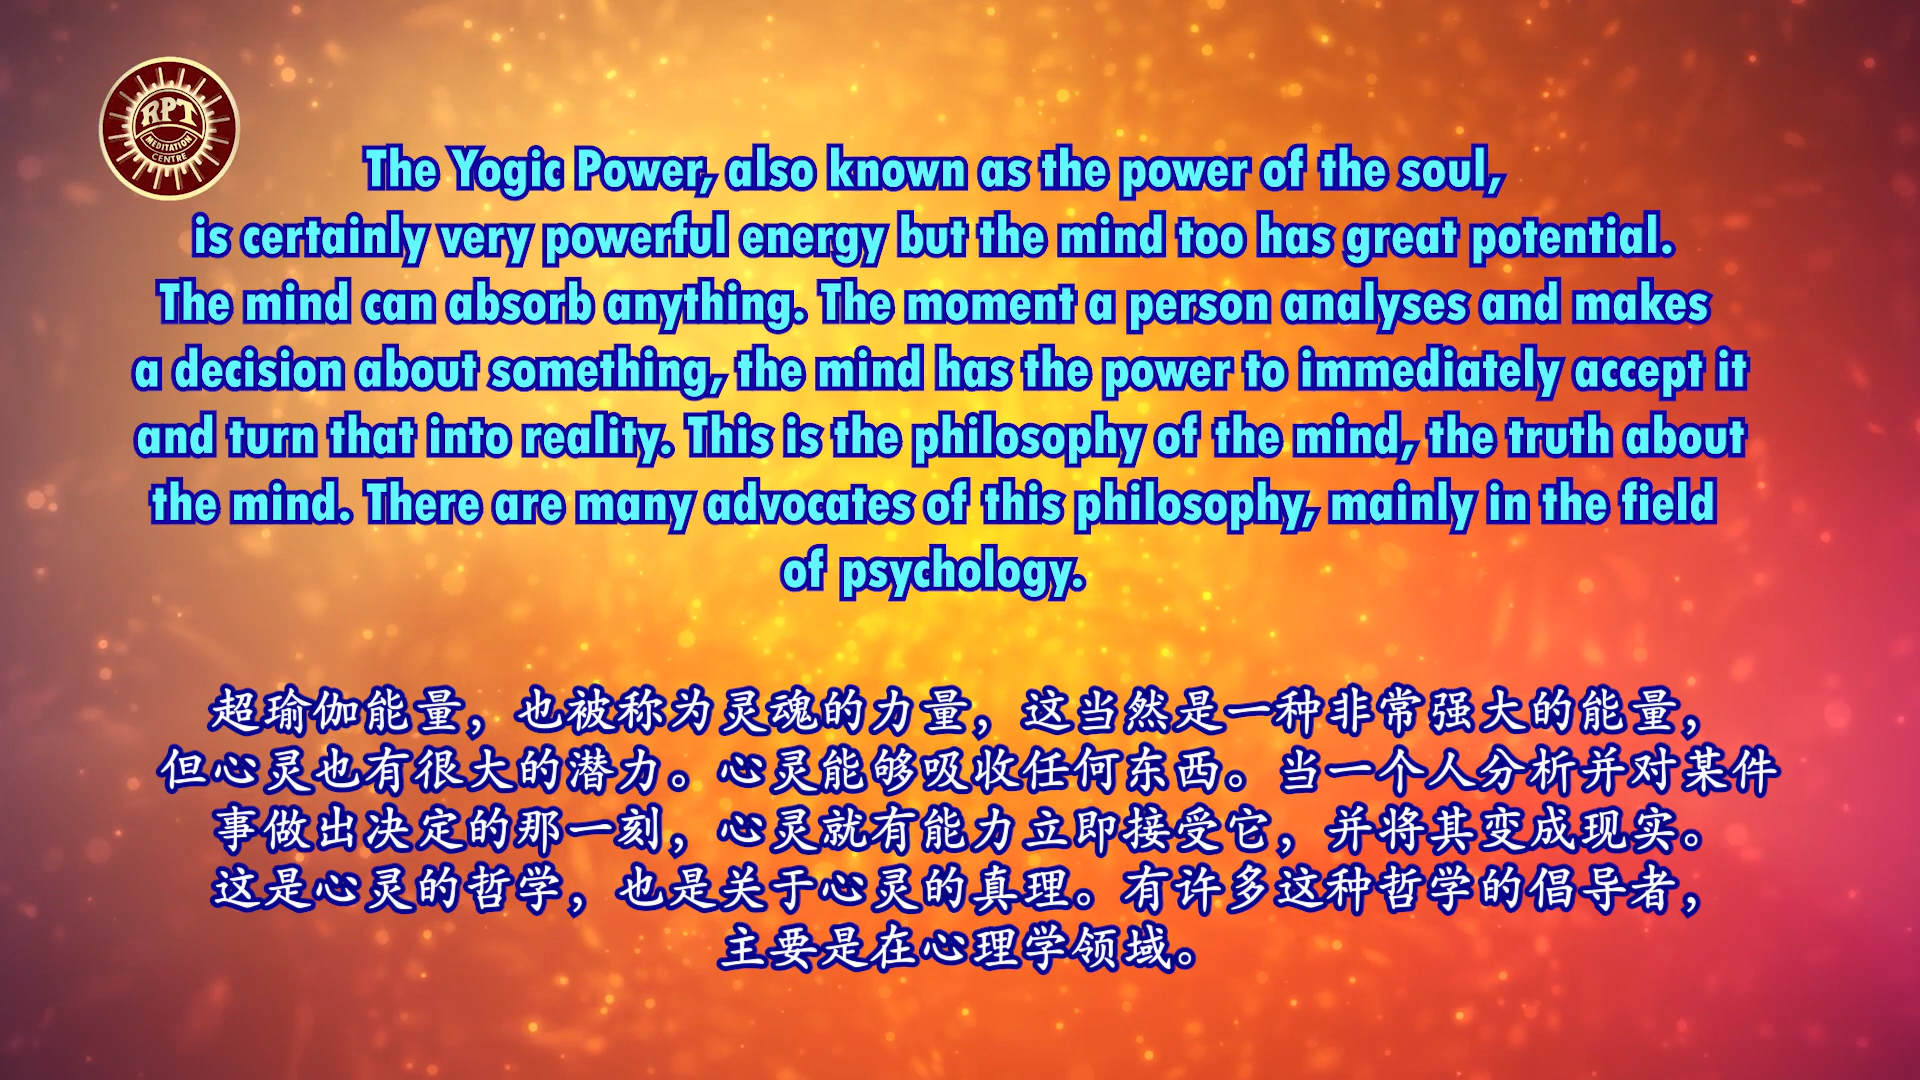 RPT
MEDITATION
CENTRE
The Yogic Power, also known as the power of the soul,
is certainly very powerful energy but the mind too has great potential.
The mind can absorb anything. The moment a person analyses and makes
a decision about something, the mind has the power to immediately accept it
and turn that into reality. This is the philosophy of the mind, the truth about
the mind. There are many advocates of this philosophy, mainly in the field
of psychology.
超瑜伽能量，也被称为灵魂的力量，这当然是一种非常强大的能量，
但心灵也有很大的潜力。心灵能够吸收任何东西。当一个人分析并对某件
事做出决定的那一刻，心灵就有能力立即接受它，并将其变成现实。
这是心灵的哲学，也是关于心灵的真理。有许多这种哲学的倡导者，
主要是在心理学领域。